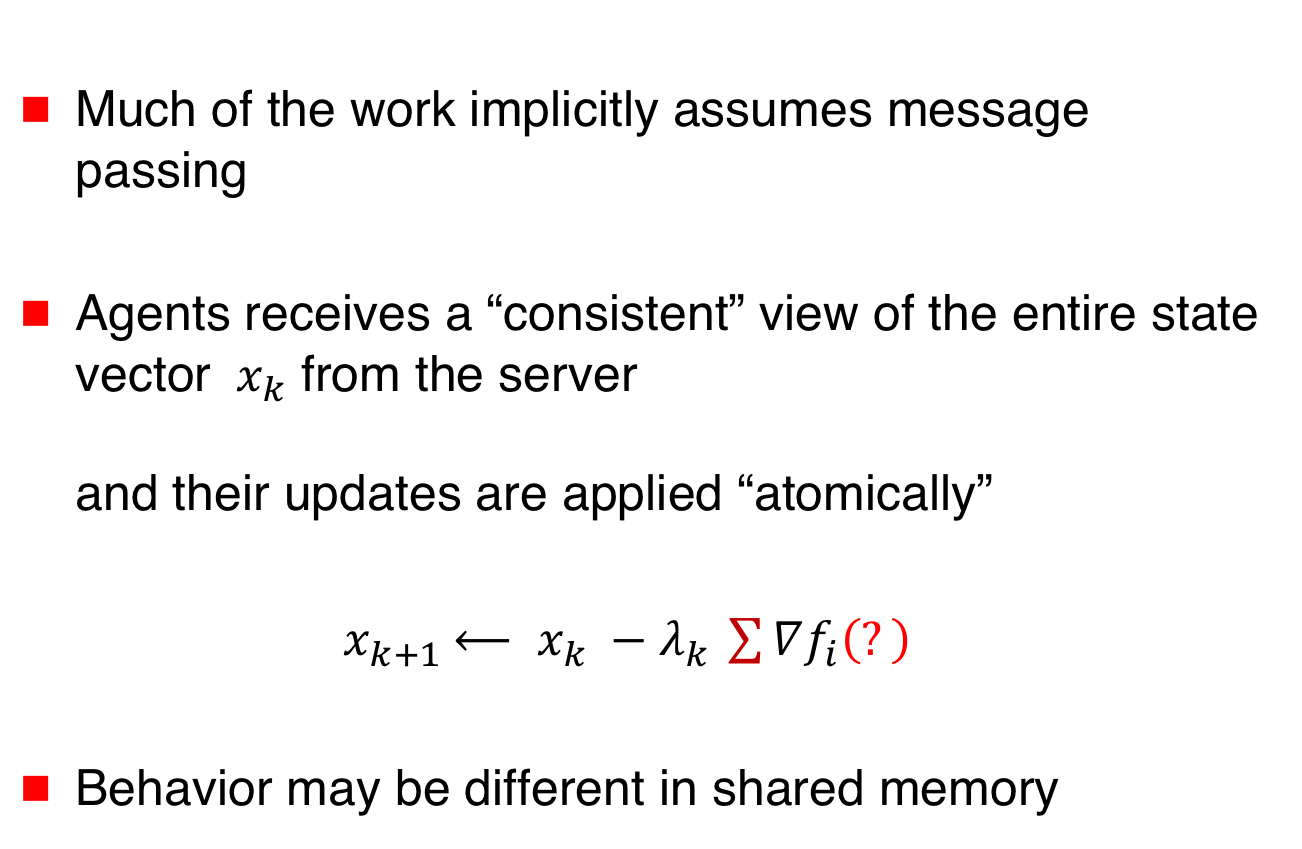 Much of the work implicitly assumes message
passing
Agents receives a “consistent” view of the entire state
vector x_k from the server
and their updates are applied “atomically”
x_{k+1} ⟵ x_k − λ_k ∑ ∇f_i(? )
Behavior may be different in shared memory